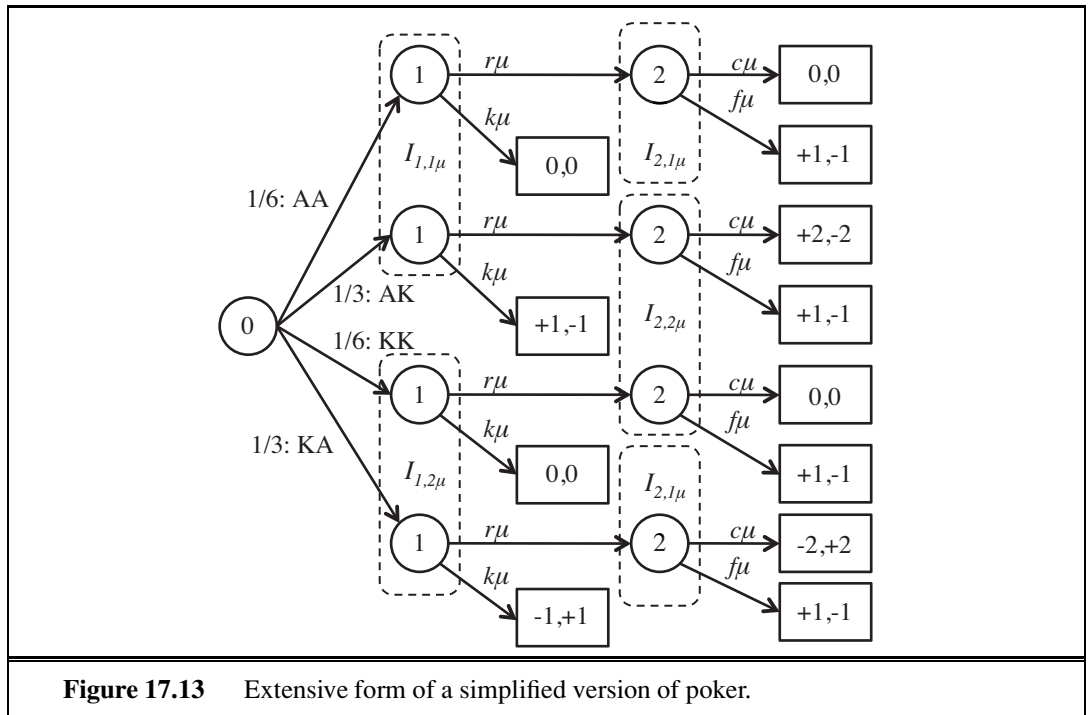 1
rμ
2
cμ
0,0
fμ
kμ
I1,1μ
0,0
I2,1μ
+1,-1
1/6: AA
1
rμ
2
cμ
+2,-2
fμ
kμ
1/3: AK
+1,-1
I2,2μ
+1,-1
0
1/6: KK
1
rμ
2
cμ
0,0
fμ
kμ
1/3: KA
I1,2μ
0,0
I2,1μ
+1,-1
1
rμ
2
cμ
-2,+2
fμ
kμ
-1,+1
+1,-1
Figure 17.13 Extensive form of a simplified version of poker.